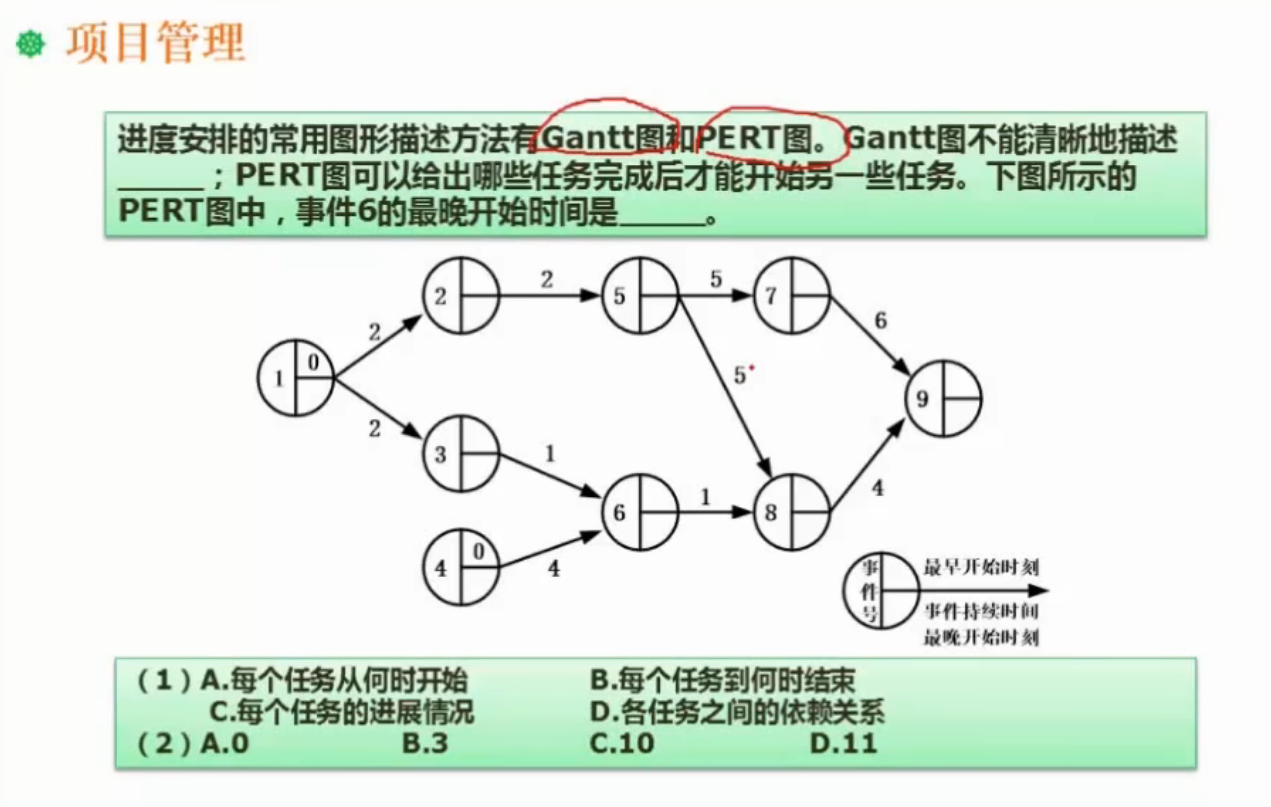 项目管理
进度安排的常用图形描述方法有Gantt图和PERT图。Gantt图不能清晰地描述
_____；PERT图可以给出哪些任务完成后才能开始另一些任务。下图所示的
PERT图中，事件6的最晚开始时间是_____。
2 2 5 5 7
2 6
1 0
5
9
2
3 1 4
6 1 8
4 0
4
事件号
最早开始时刻
事件持续时间
最晚开始时刻
（1）A.每个任务从何时开始 B.每个任务到何时结束
C.每个任务的进展情况 D.各任务之间的依赖关系
（2）A.0 B.3 C.10 D.11